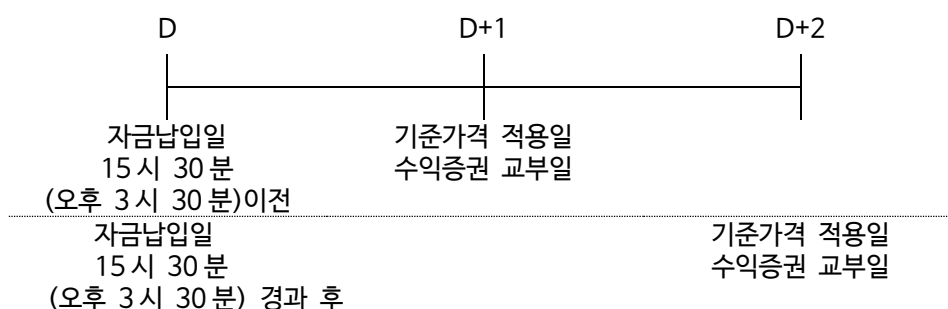 D D+1 D+2
자금납입일 기준가격 적용일
15시 30분 수익증권 교부일
(오후 3시 30분)이전
자금납입일 기준가격 적용일
15시 30분 수익증권 교부일
(오후 3시 30분) 경과 후